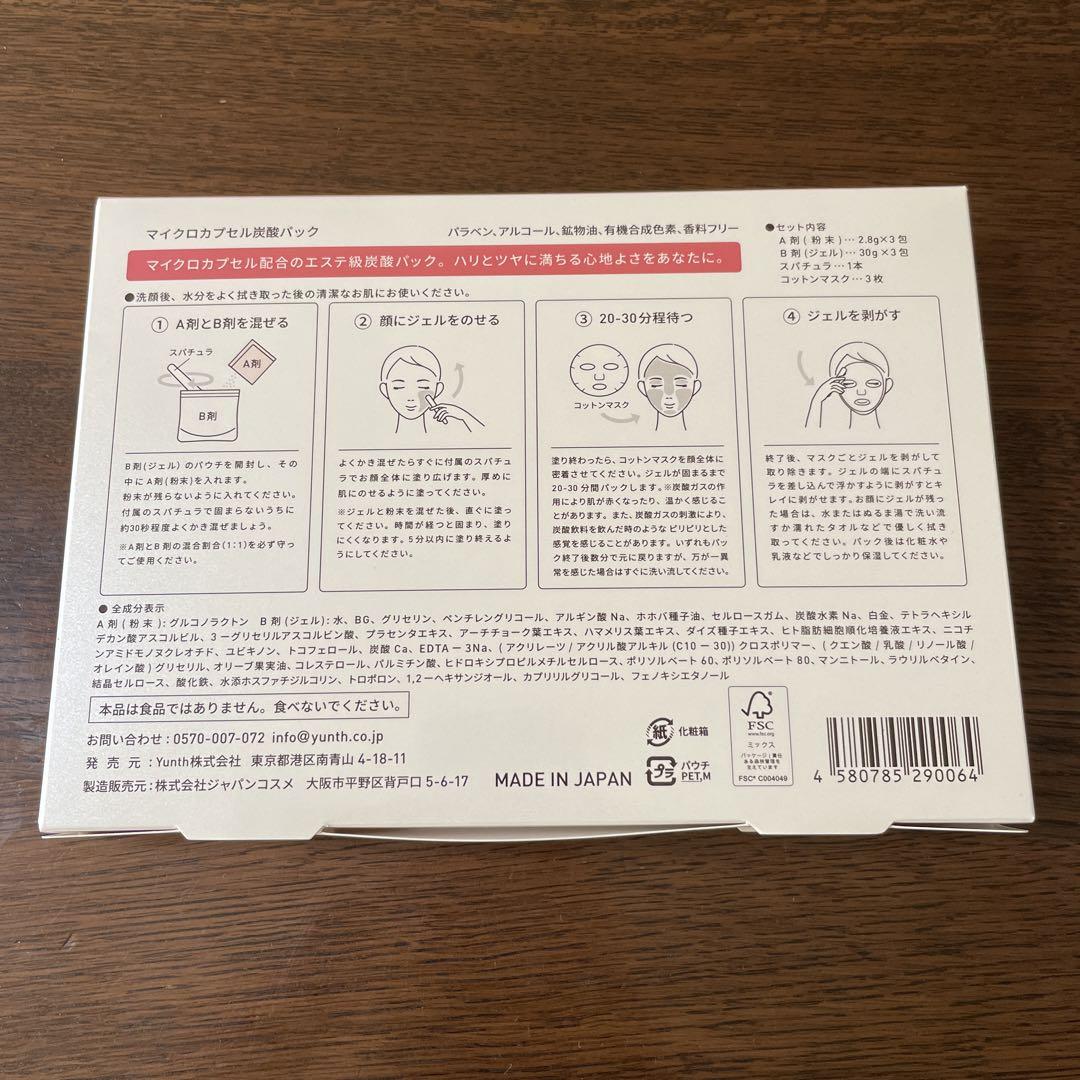 マイクロカプセル炭酸パック
パラベン、アルコール、鉱物油、有機合成色素、香料フリー
マイクロカプセル配合のエステ級炭酸パック。ハリとツヤに満ちる心地よさをあなたに。
●セット内容
A剤(粉末)…2.8g×3包
B剤(ジェル)…30g×3包
スパチュラ…1本
コットンマスク…3枚
●洗顔後、水分をよく拭き取った後の清潔なお肌にお使いください。
① A剤とB剤を混ぜる
スパチュラ
A剤
B剤
B剤(ジェル)のパウチを開封し、その
中にA剤(粉末)を入れます。
粉末が残らないように入れてください。
付属のスパチュラで固まらないうちに
約30秒程度よくかき混ぜましょう。
※A剤とB剤の混合割合(1:1)を必ず守っ
てご使用ください。
② 顔にジェルをのせる
よくかき混ぜたらすぐに付属のスパチュ
ラでお顔全体に塗り広げます。厚めに
肌にのせるように塗ってください。
※ジェルと粉末を混ぜた後、直ぐに塗っ
てください。時間が経つと固まり、塗り
にくくなります。5分以内に塗り終えるよ
うにしてください。
③ 20-30分程待つ
コットンマスク
塗り終わったら、コットンマスクを顔全体に
密着させてください。ジェルが固まるまで
20-30分間パックします。※炭酸ガスの作
用により肌が赤くなったり、温かく感じるこ
とがあります。また、炭酸ガスの刺激により、
炭酸飲料を飲んだ時のようなピリピリとした
感覚を感じることがあります。いずれもパッ
ク終了後数分で元に戻りますが、万が一異
常を感じた場合はすぐに洗い流してください。
④ ジェルを剥がす
終了後、マスクごとジェルを剥がして
取り除きます。ジェルの端にスパチュ
ラを差し込んで浮かすように剥がすとキ
レイに剥がせます。お顔にジェルが残っ
た場合は、水またはぬるま湯で洗い流
すか濡れたタオルなどで優しく拭き
取ってください。パック後は化粧水や
乳液などでしっかり保湿してください。
●全成分表示
A剤(粉末):グルコノラクトン B剤(ジェル):水、BG、グリセリン、ペンチレングリコール、アルギン酸Na、ホホバ種子油、セルロースガム、炭酸水素Na、白金、テトラヘキシル
デカン酸アスコルビル、3-グリセリルアスコルビン酸、プラセンタエキス、アーチチョーク葉エキス、ハマメリス葉エキス、ダイズ種子エキス、ヒト脂肪細胞順化培養液エキス、ニコチ
ンアミドモノヌクレオチド、ユビキノン、トコフェロール、炭酸Ca、EDTA-3Na、(アクリレーツ/アクリル酸アルキル(C10-30))クロスポリマー、(クエン酸/乳酸/リノール酸/
オレイン酸)グリセリル、オリーブ果実油、コレステロール、パルミチン酸、ヒドロキシプロピルメチルセルロース、ポリソルベート60、ポリソルベート80、マンニトール、ラウリルベタイン、
結晶セルロース、酸化鉄、水添ホスファチジルコリン、トロポロン、1,2-ヘキサンジオール、カプリリルグリコール、フェノキシエタノール
本品は食品ではありません。食べないでください。
お問い合わせ:0570-007-072 info@yunth.co.jp
発売元:Yunth株式会社 東京都港区南青山4-18-11
製造販売元:株式会社ジャパンコスメ 大阪市平野区背戸口5-6-17
MADE IN JAPAN
紙 化粧箱
プラ パウチ
PET,M
FSC
www.fsc.org
ミックス
パッケージ|責任
ある森林管理を
支えています
FSC® C004049
4 580785 290064